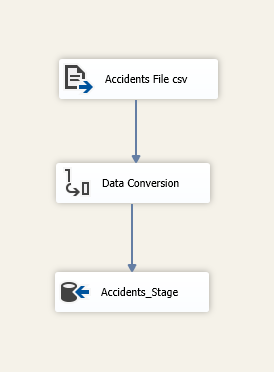 Accidents File csv
Data Conversion
Accidents_Stage